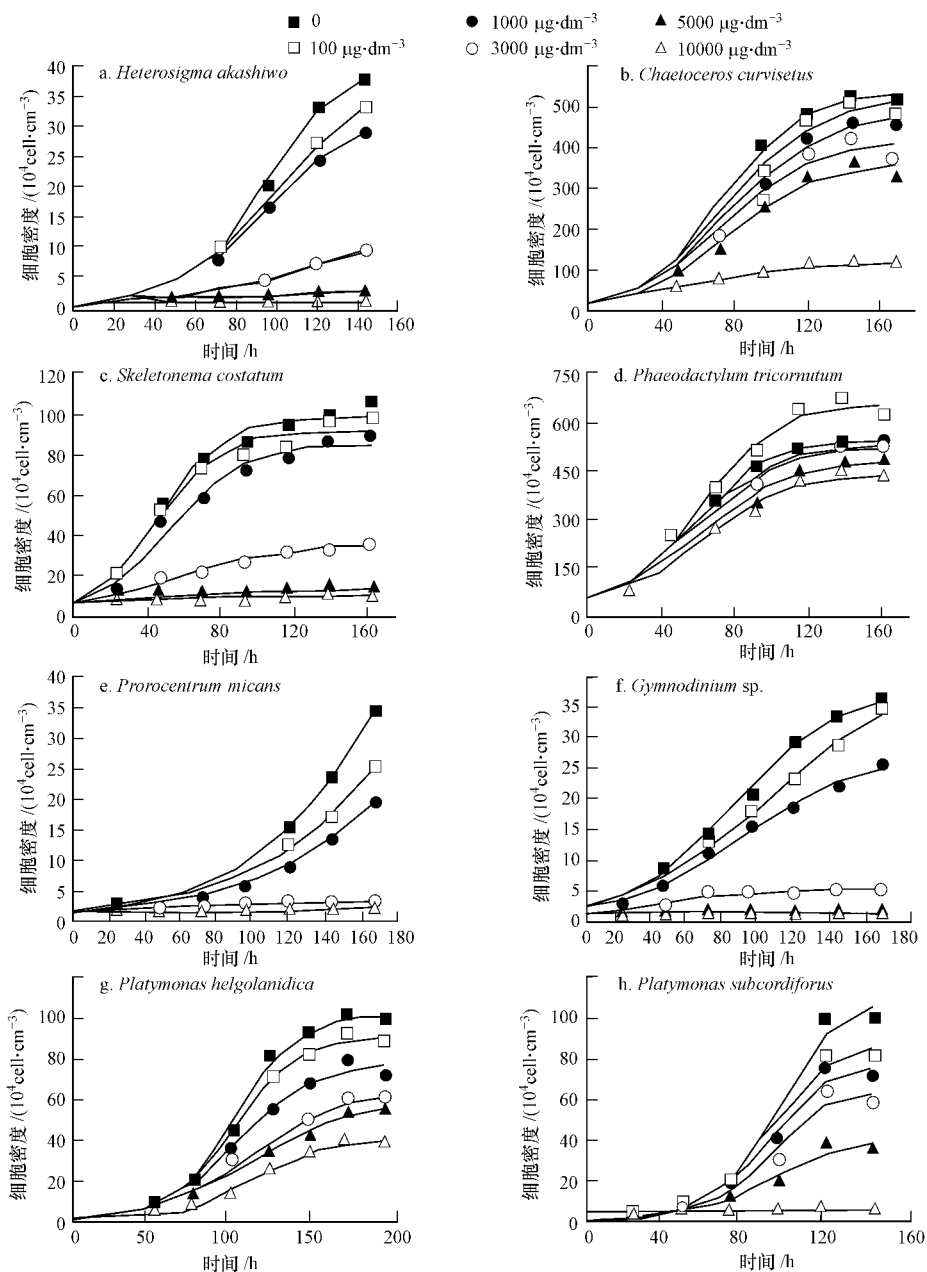 ■ 0
● 1000 μg·dm⁻³
▲ 5000 μg·dm⁻³
□ 100 μg·dm⁻³
○ 3000 μg·dm⁻³
△ 10000 μg·dm⁻³
a. Heterosigma akashiwo
细胞密度 /(10⁴cell·cm⁻³)
40
35
30
25
20
15
10
5
0
0 20 40 60 80 100 120 140 160
时间 /h
b. Chaetoceros curvisetus
细胞密度 /(10⁴cell·cm⁻³)
500
400
300
200
100
0
0 40 80 120 160
时间 /h
c. Skeletonema costatum
细胞密度 /(10⁴cell·cm⁻³)
120
100
80
60
40
20
0
0 40 80 120 160
时间 /h
d. Phaeodactylum tricornutum
细胞密度 /(10⁴cell·cm⁻³)
750
600
450
300
150
0
0 40 80 120 160
时间 /h
e. Prorocentrum micans
细胞密度 /(10⁴cell·cm⁻³)
40
35
30
25
20
15
10
5
0
0 20 40 60 80 100 120 140 160 180
时间 /h
f. Gymnodinium sp.
细胞密度 /(10⁴cell·cm⁻³)
35
30
25
20
15
10
5
0
0 20 40 60 80 100 120 140 160 180
时间 /h
g. Platymonas helgolanidica
细胞密度 /(10⁴cell·cm⁻³)
100
80
60
40
20
0
0 50 100 150 200
时间 /h
h. Platymonas subcordiforus
细胞密度 /(10⁴cell·cm⁻³)
100
80
60
40
20
0
0 40 80 120 160
时间 /h